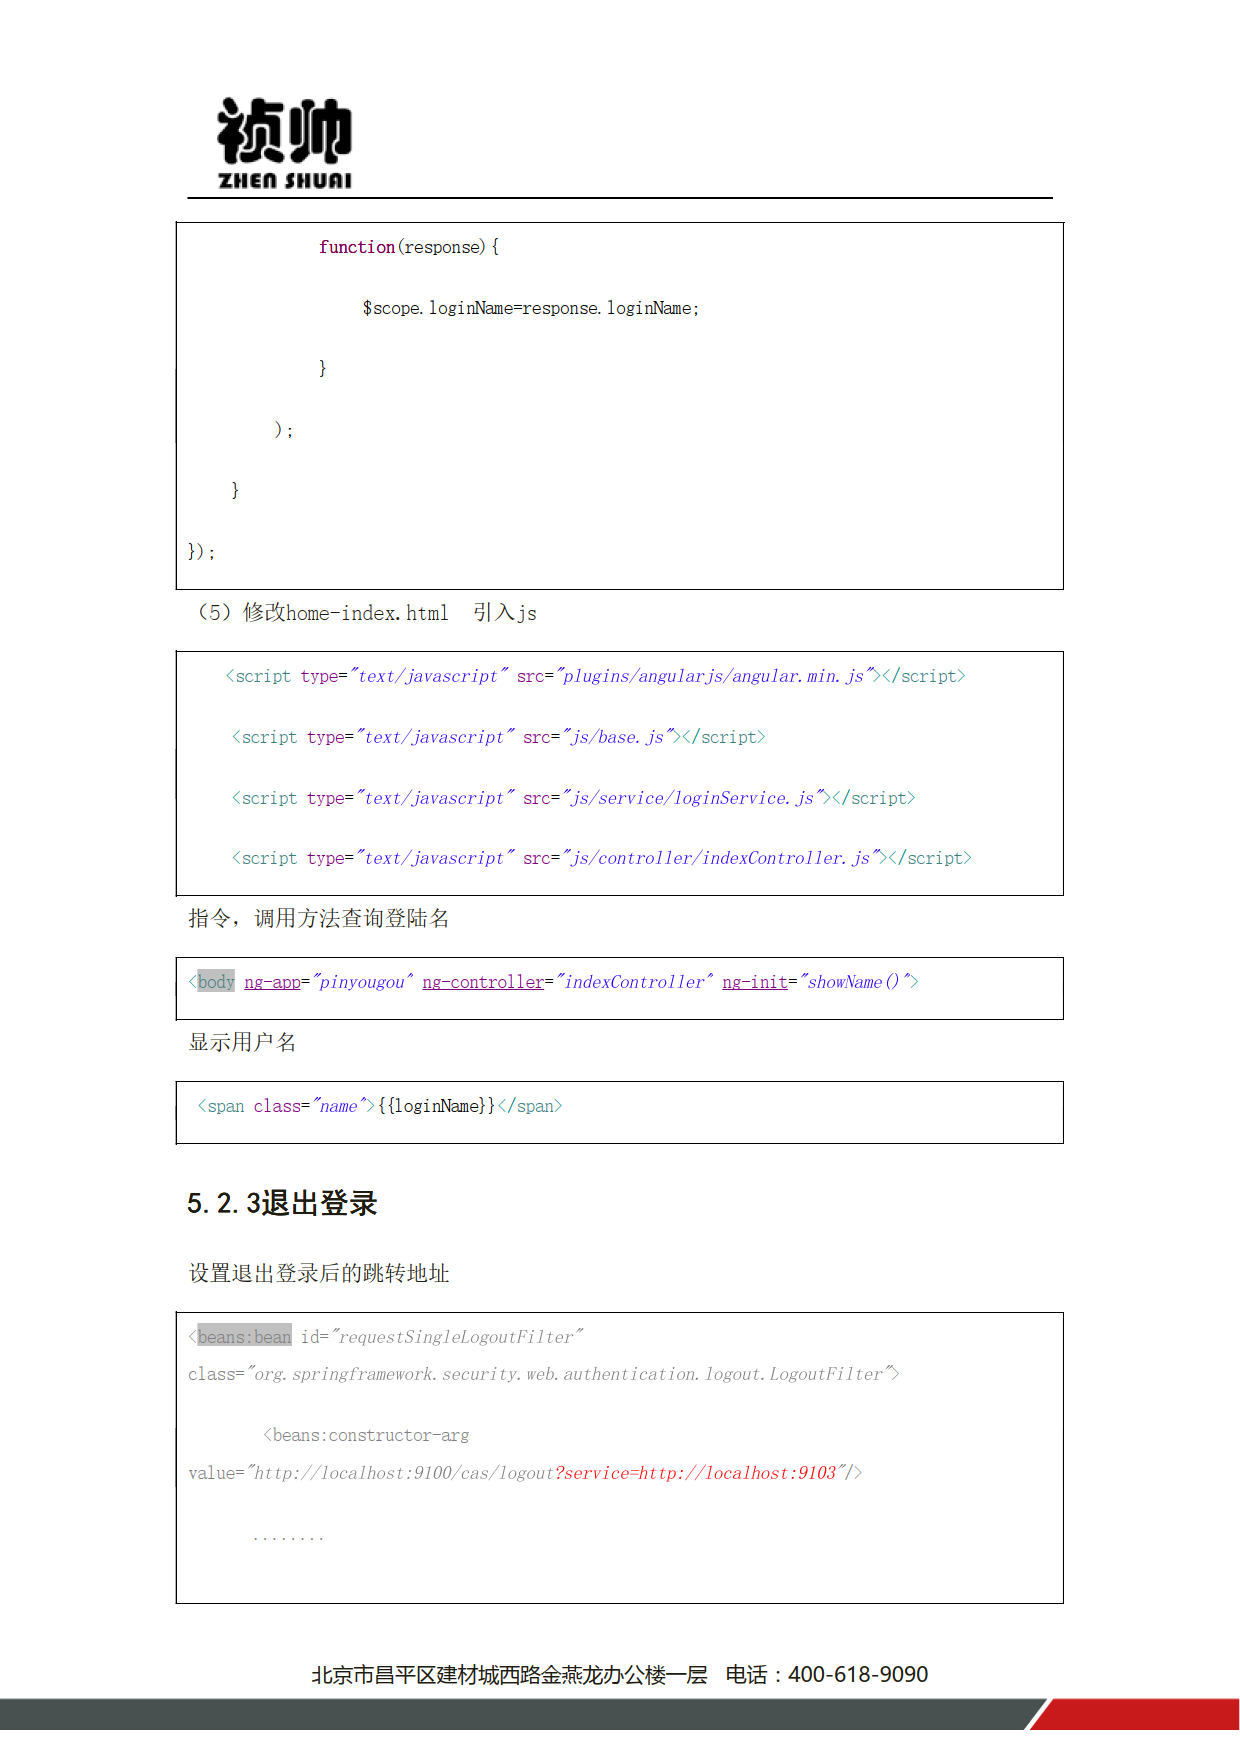 祯帅
ZHEN SHUAI
function(response){
$scope.loginName=response.loginName;
}
);
}
});
（5）修改home-index.html 引入js
<script type="text/javascript" src="plugins/angularjs/angular.min.js"></script>
<script type="text/javascript" src="js/base.js"></script>
<script type="text/javascript" src="js/service/loginService.js"></script>
<script type="text/javascript" src="js/controller/indexController.js"></script>
指令，调用方法查询登陆名
<body ng-app="pinyougou" ng-controller="indexController" ng-init="showName()">
显示用户名
<span class="name">{{loginName}}</span>
5.2.3退出登录
设置退出登录后的跳转地址
<beans:bean id="requestSingleLogoutFilter"
class="org.springframework.security.web.authentication.logout.LogoutFilter">
<beans:constructor-arg
value="http://localhost:9100/cas/logout?service=http://localhost:9103"/>
........
北京市昌平区建材城西路金燕龙办公楼一层 电话：400-618-9090